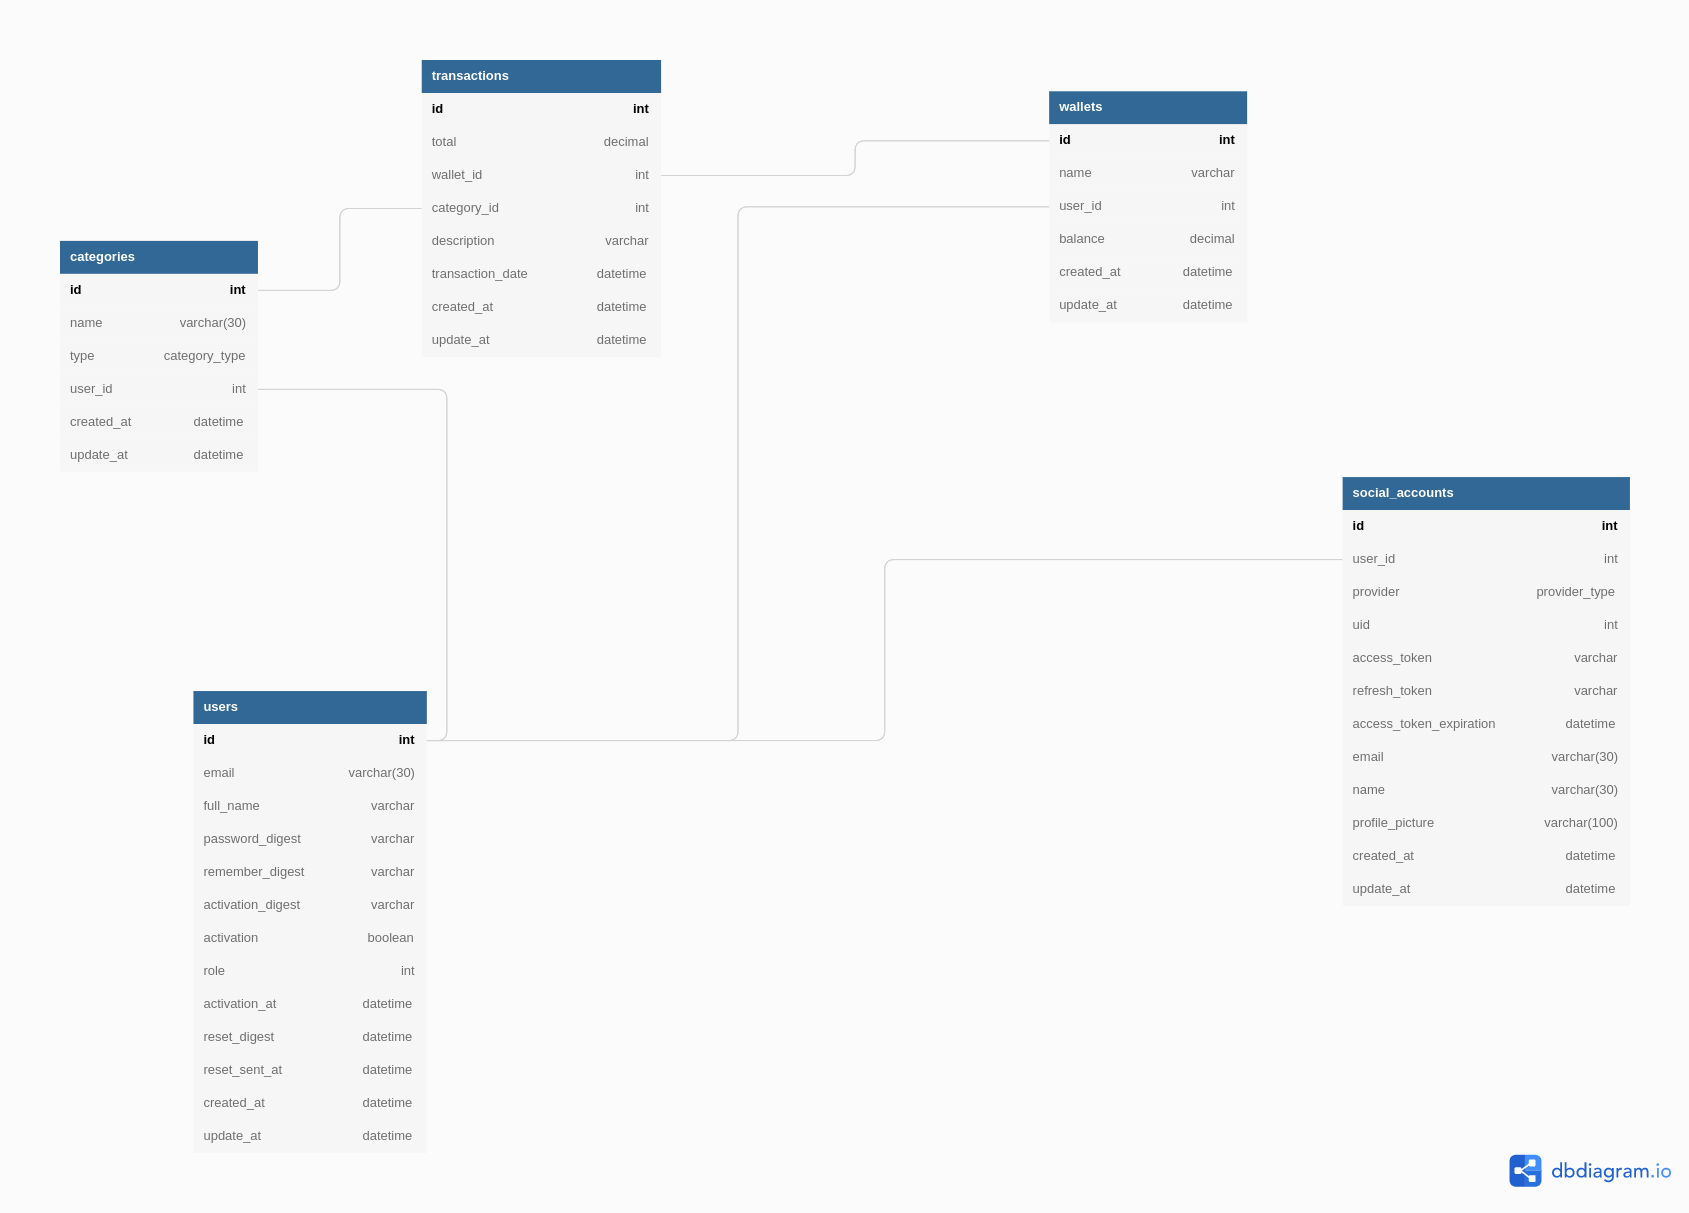 transactions
id int
total decimal
wallet_id int
category_id int
description varchar
transaction_date datetime
created_at datetime
update_at datetime
wallets
id int
name varchar
user_id int
balance decimal
created_at datetime
update_at datetime
categories
id int
name varchar(30)
type category_type
user_id int
created_at datetime
update_at datetime
social_accounts
id int
user_id int
provider provider_type
uid int
access_token varchar
refresh_token varchar
access_token_expiration datetime
email varchar(30)
name varchar(30)
profile_picture varchar(100)
created_at datetime
update_at datetime
users
id int
email varchar(30)
full_name varchar
password_digest varchar
remember_digest varchar
activation_digest varchar
activation boolean
role int
activation_at datetime
reset_digest datetime
reset_sent_at datetime
created_at datetime
update_at datetime
dbdiagram.io